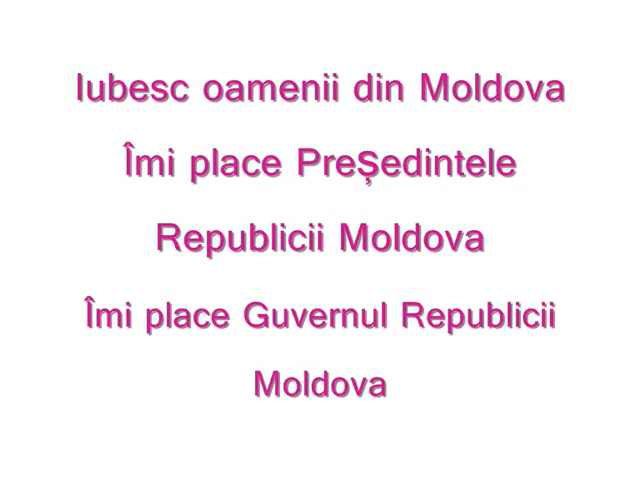 Iubesc oamenii din Moldova
Îmi place Președintele
Republicii Moldova
Îmi place Guvernul Republicii
Moldova